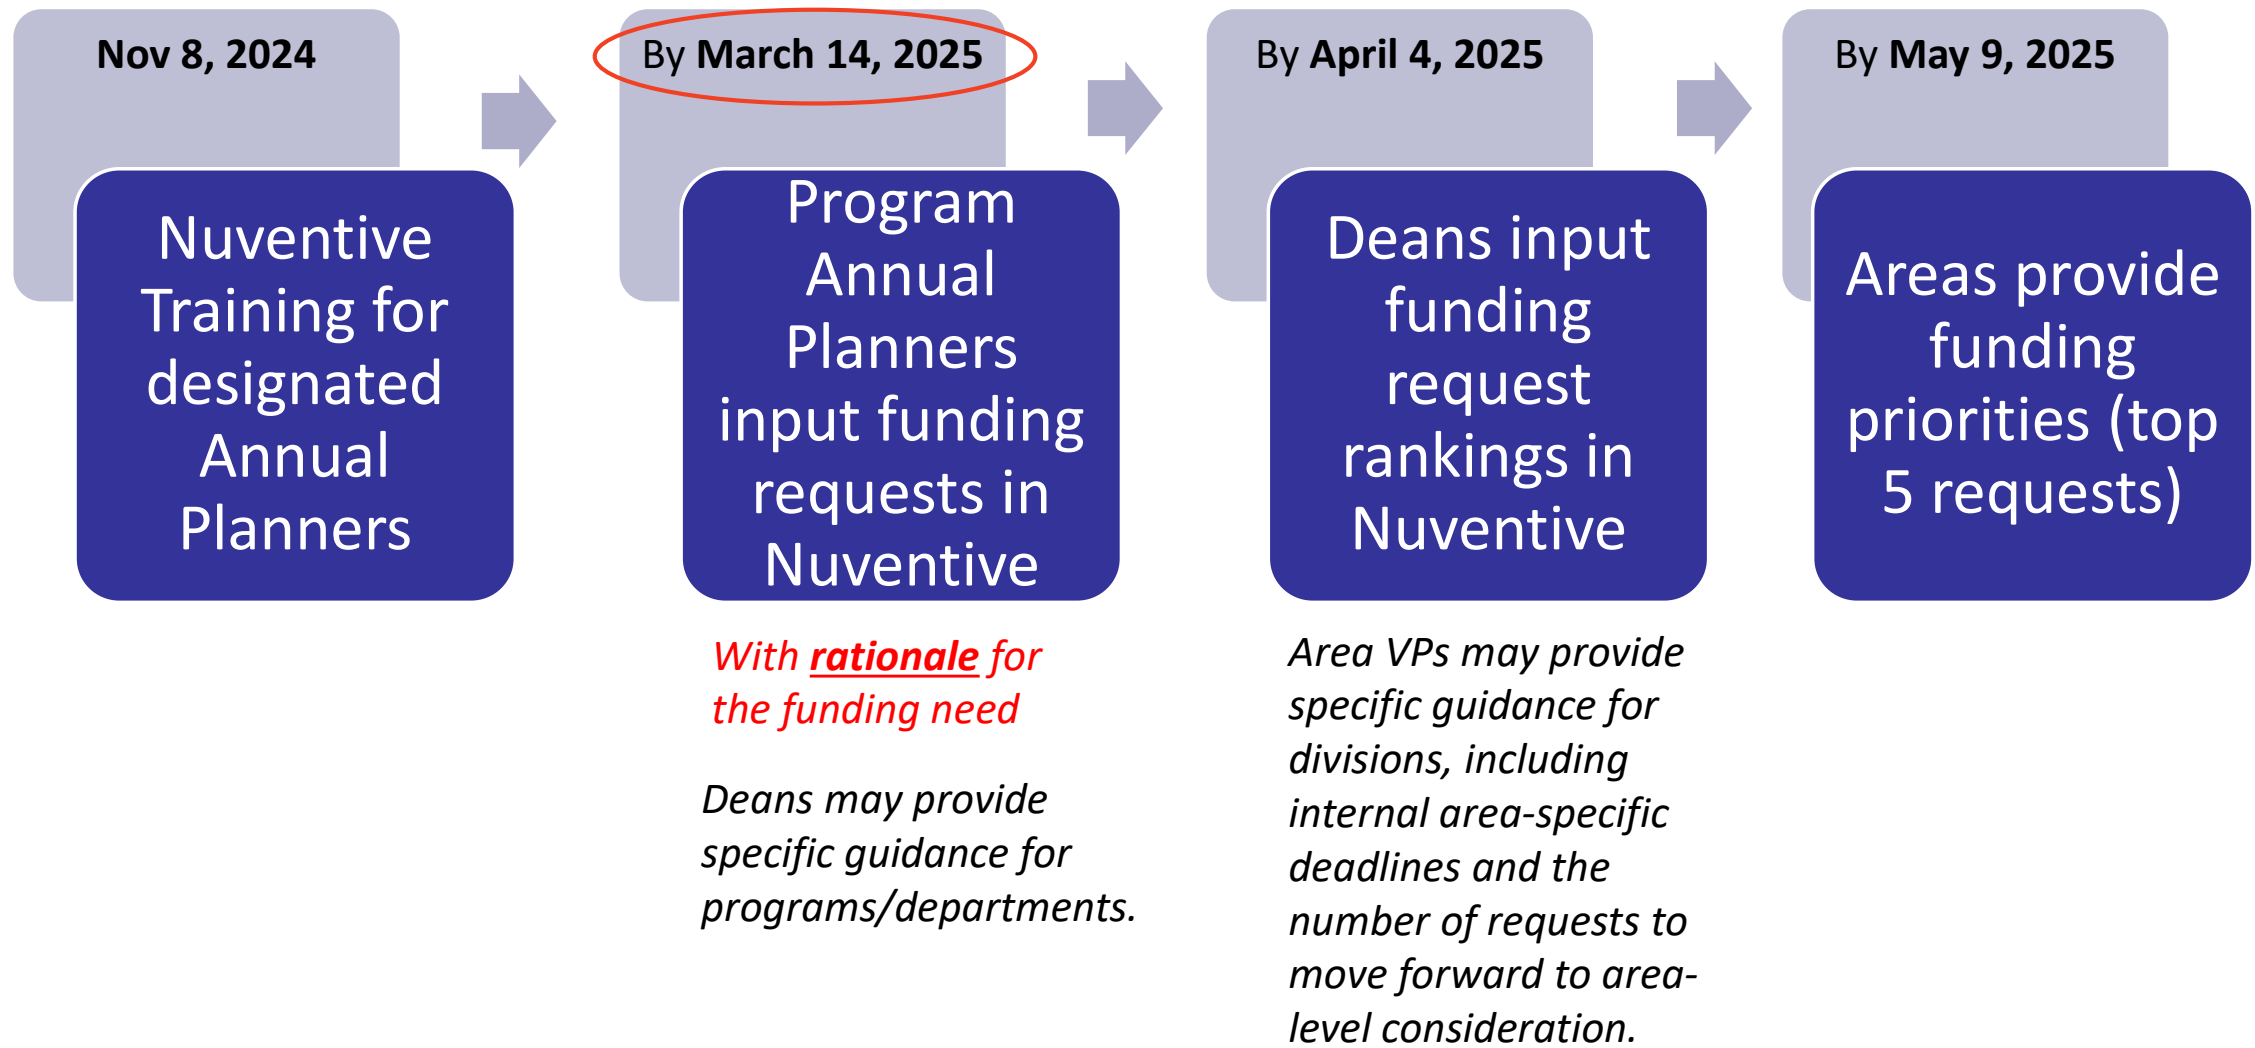 Nov 8, 2024
Nuventive
Training for
designated
Annual
Planners
By March 14, 2025
Program
Annual
Planners
input funding
requests in
Nuventive
With rationale for
the funding need
Deans may provide
specific guidance for
programs/departments.
By April 4, 2025
Deans input
funding
request
rankings in
Nuventive
Area VPs may provide
specific guidance for
divisions, including
internal area-specific
deadlines and the
number of requests to
move forward to area-
level consideration.
By May 9, 2025
Areas provide
funding
priorities (top
5 requests)